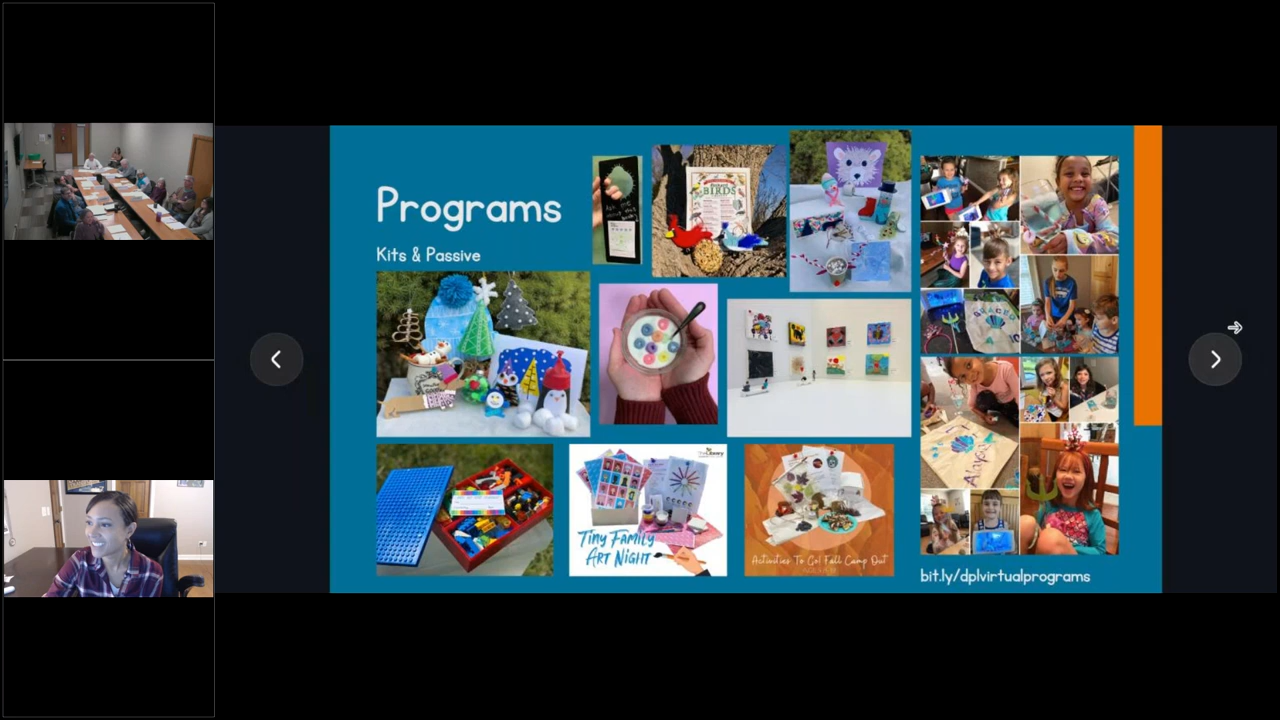 Programs
Kits & Passive
BIRDS
Tiny Family
ART NIGHT
Activities To Go! Fall Camp Out
bit.ly/dplvirtualprograms